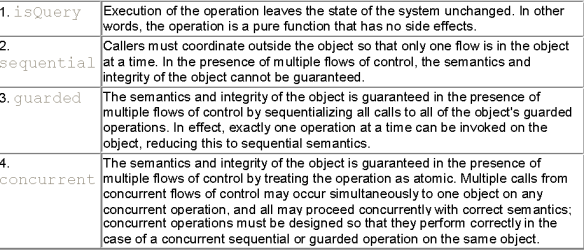 1. isQuery Execution of the operation leaves the state of the system unchanged. In other
words, the operation is a pure function that has no side effects.
2. Callers must coordinate outside the object so that only one flow is in the object
sequential at a time. In the presence of multiple flows of control, the semantics and
integrity of the object cannot be guaranteed.
3. guarded The semantics and integrity of the object is guaranteed in the presence of
multiple flows of control by sequentializing all calls to all of the object's guarded
operations. In effect, exactly one operation at a time can be invoked on the
object, reducing this to sequential semantics.
4. The semantics and integrity of the object is guaranteed in the presence of
concurrent multiple flows of control by treating the operation as atomic. Multiple calls from
concurrent flows of control may occur simultaneously to one object on any
concurrent operation, and all may proceed concurrently with correct semantics;
concurrent operations must be designed so that they perform correctly in the
case of a concurrent sequential or guarded operation on the same object.